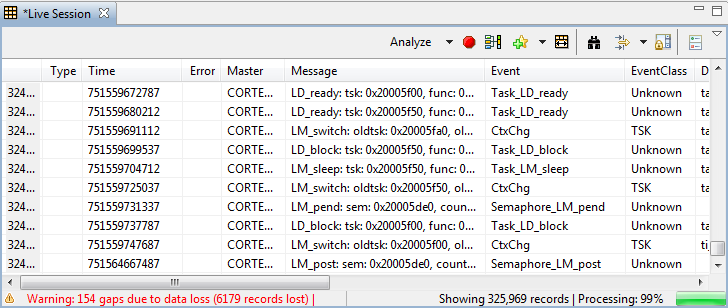 *Live Session
Analyze
Type Time Error Master Message Event EventClass D
324... 751559672787 CORTE... LD_ready: tsk: 0x20005f00, func: 0... Task_LD_ready Unknown ta
324... 751559680212 CORTE... LD_ready: tsk: 0x20005f50, func: 0... Task_LD_ready Unknown ta
324... 751559691112 CORTE... LM_switch: oldtsk: 0x20005fa0, ol... CtxChg TSK ta
324... 751559699537 CORTE... LD_block: tsk: 0x20005f50, func: 0... Task_LD_block Unknown ta
324... 751559704712 CORTE... LM_sleep: tsk: 0x20005f50, func: 0... Task_LM_sleep Unknown ta
324... 751559725037 CORTE... LM_switch: oldtsk: 0x20005f50, ol... CtxChg TSK ta
324... 751559731337 CORTE... LM_pend: sem: 0x20005de0, coun... Semaphore_LM_pend Unknown
324... 751559737787 CORTE... LD_block: tsk: 0x20005f00, func: 0... Task_LD_block Unknown ta
324... 751559747687 CORTE... LM_switch: oldtsk: 0x20005f00, ol... CtxChg TSK ti
324... 751564667487 CORTE... LM_post: sem: 0x20005de0, count... Semaphore_LM_post Unknown
Warning: 154 gaps due to data loss (6179 records lost) | Showing 325,969 records | Processing: 99%